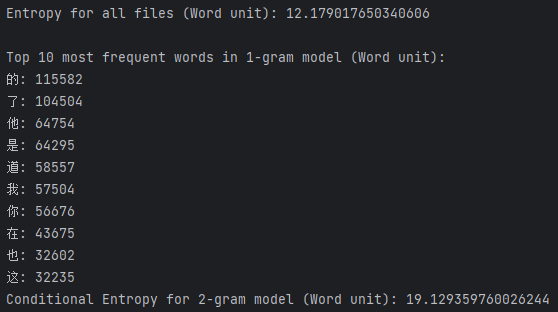 Entropy for all files (Word unit): 12.179017650340606
Top 10 most frequent words in 1-gram model (Word unit):
的: 115582
了: 104504
他: 64754
是: 64295
道: 58557
我: 57504
你: 56676
在: 43675
也: 32602
这: 32235
Conditional Entropy for 2-gram model (Word unit): 19.129359760026244